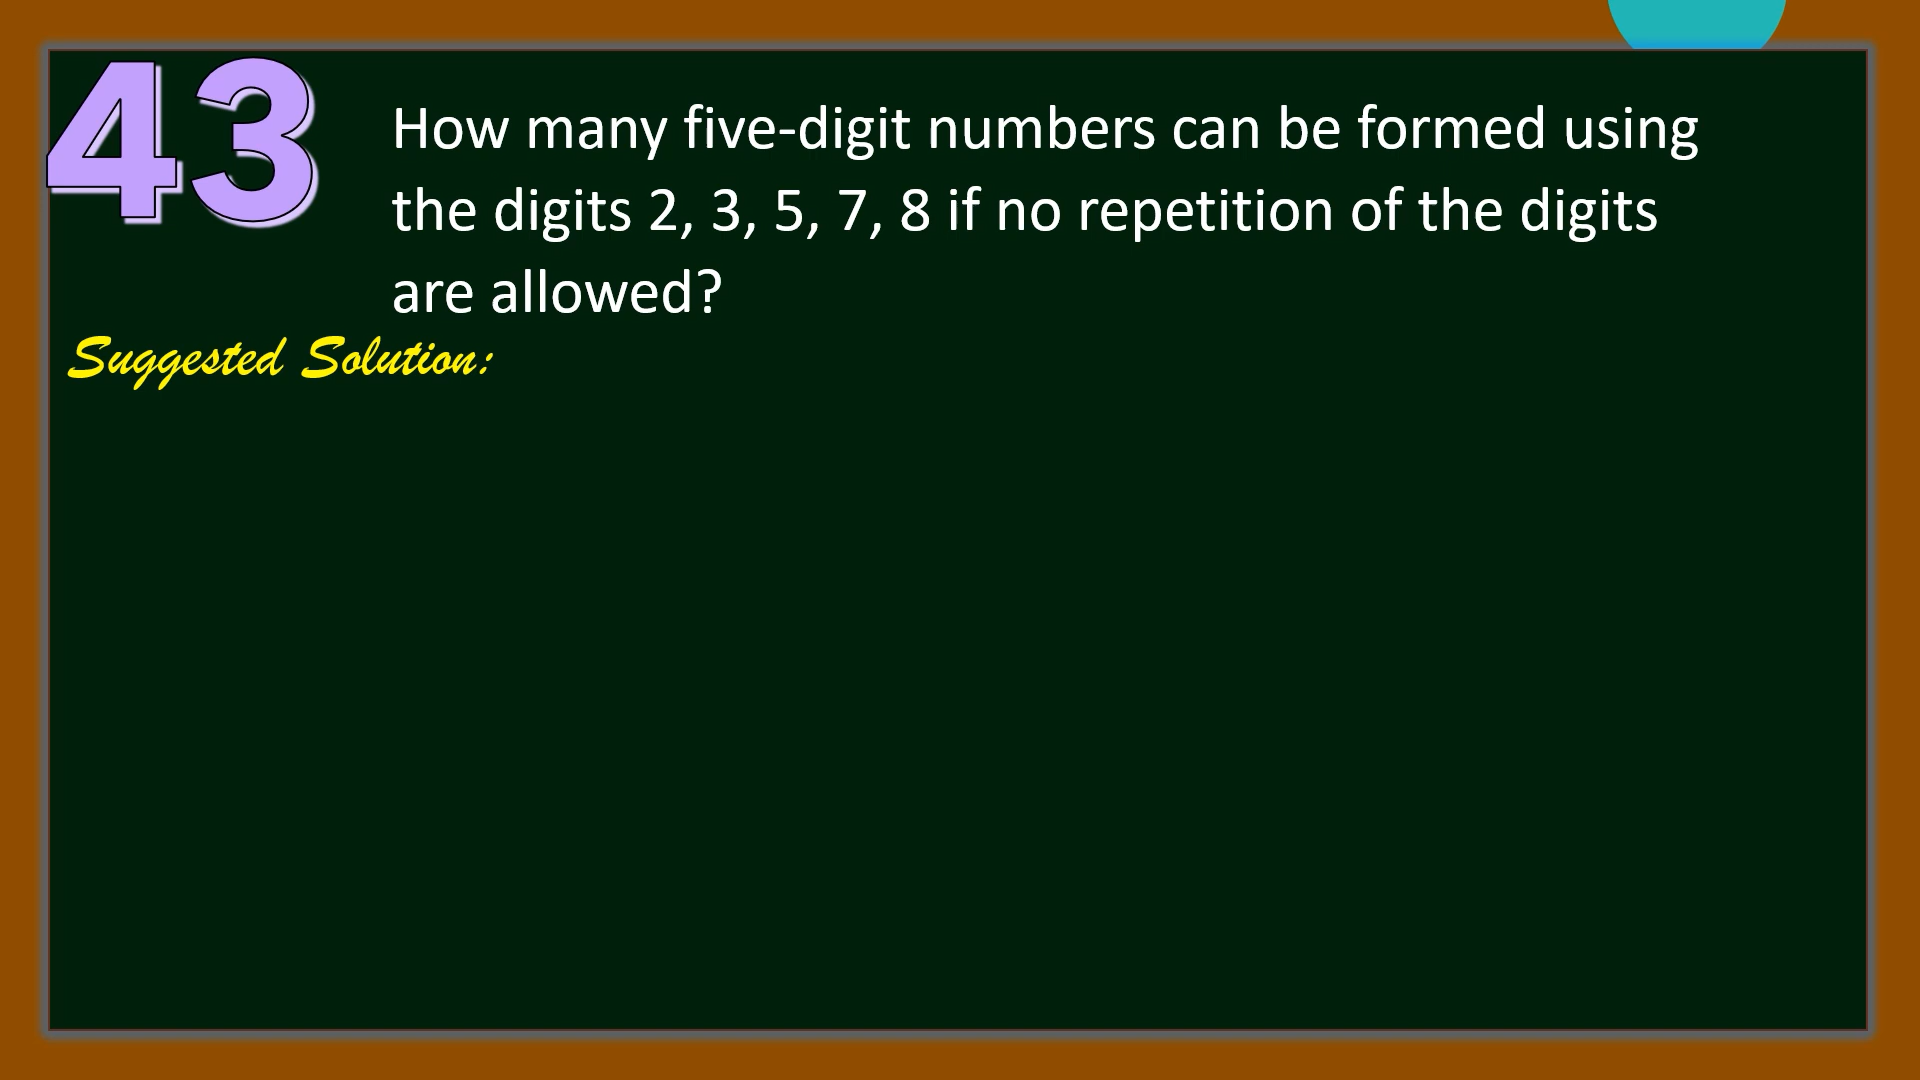 43
How many five-digit numbers can be formed using
the digits 2, 3, 5, 7, 8 if no repetition of the digits
are allowed?
Suggested Solution: